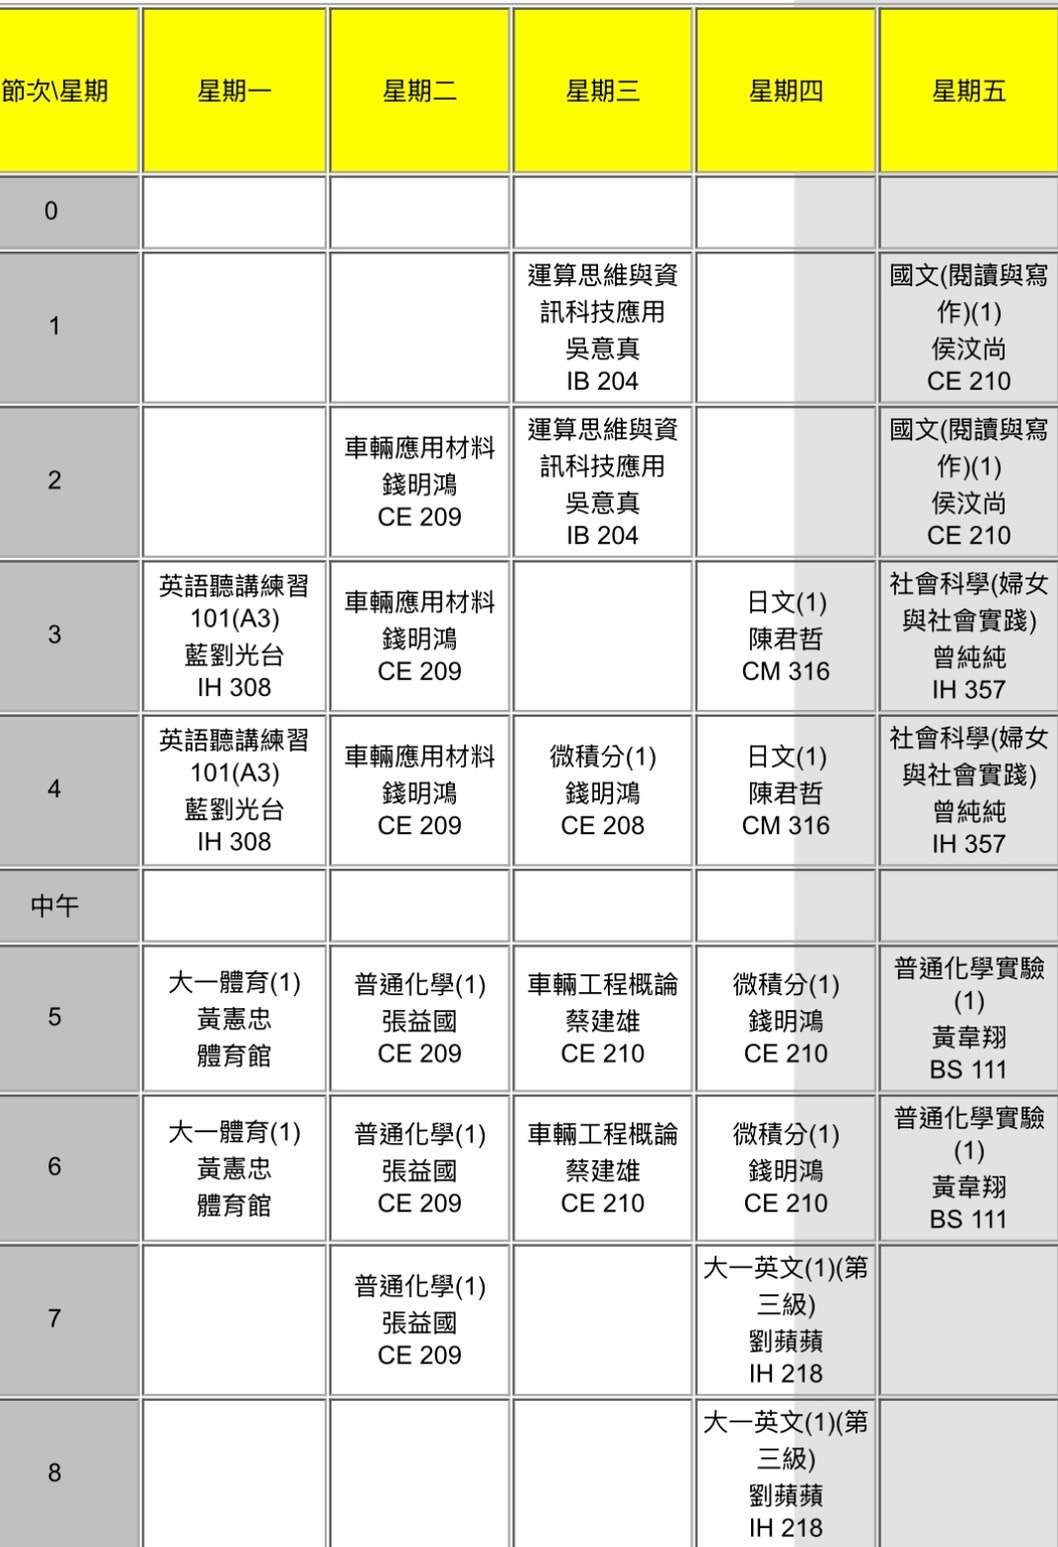 節次\星期
星期一
星期二
星期三
星期四
星期五
0
1
運算思維與資
訊科技應用
吳意真
IB 204
國文(閱讀與寫
作)(1)
侯汶尚
CE 210
2
車輛應用材料
錢明鴻
CE 209
運算思維與資
訊科技應用
吳意真
IB 204
國文(閱讀與寫
作)(1)
侯汶尚
CE 210
3
英語聽講練習
101(A3)
藍劉光台
IH 308
車輛應用材料
錢明鴻
CE 209
日文(1)
陳君哲
CM 316
社會科學(婦女
與社會實踐)
曾純純
IH 357
4
英語聽講練習
101(A3)
藍劉光台
IH 308
車輛應用材料
錢明鴻
CE 209
微積分(1)
錢明鴻
CE 208
日文(1)
陳君哲
CM 316
社會科學(婦女
與社會實踐)
曾純純
IH 357
中午
5
大一體育(1)
黃憲忠
體育館
普通化學(1)
張益國
CE 209
車輛工程概論
蔡建雄
CE 210
微積分(1)
錢明鴻
CE 210
普通化學實驗
(1)
黃韋翔
BS 111
6
大一體育(1)
黃憲忠
體育館
普通化學(1)
張益國
CE 209
車輛工程概論
蔡建雄
CE 210
微積分(1)
錢明鴻
CE 210
普通化學實驗
(1)
黃韋翔
BS 111
7
普通化學(1)
張益國
CE 209
大一英文(1)(第
三級)
劉蘋蘋
IH 218
8
大一英文(1)(第
三級)
劉蘋蘋
IH 218